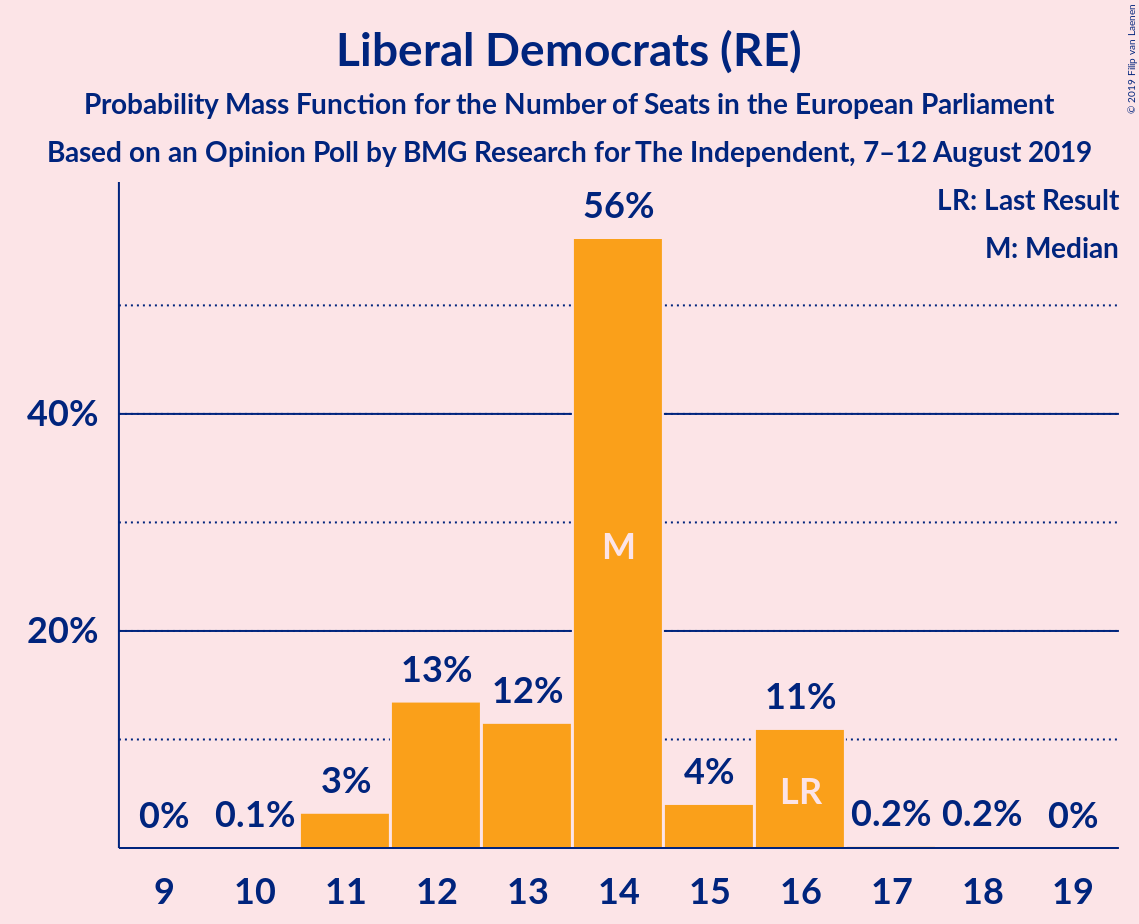 Liberal Democrats (RE)
Probability Mass Function for the Number of Seats in the European Parliament
Based on an Opinion Poll by BMG Research for The Independent, 7–12 August 2019
© 2019 Filip van Laenen
LR: Last Result
M: Median
56%
40%
M
20%
13%
12%
11%
3%
4%
LR
0%
0.1%
0.2%
0.2%
0%
9 10 11 12 13 14 15 16 17 18 19